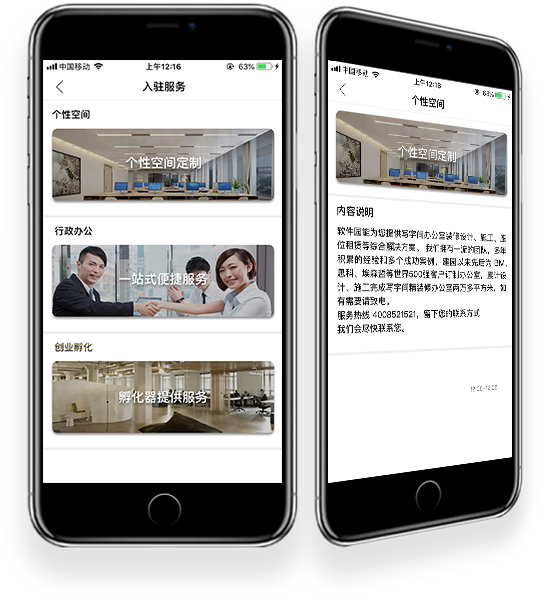 中国移动 上午12:16 63%
入驻服务
个性空间
个性空间定制
行政办公
一站式便捷服务
创业孵化
孵化器提供服务
中国移动 上午12:16 63%
个性空间
个性空间定制
内容说明
软件园能为您提供写字间办公室装修设计、施工、座
位租赁等综合解决方案，我们拥有一流的团队，多年
积累的经验和多个成功案例，建园以来先后为IBM、
思科、埃森哲等世界500强客户订制办公室，累计设
计、施工完成写字间精装修办公室两万多平方米，如
有需要请致电，
服务热线 4008521521，留下您的联系方式
我们会尽快联系您。